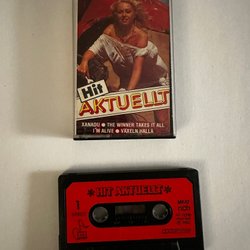 Hit
AKTUELLT
XANADU • THE WINNER TAKES IT ALL
I'M ALIVE • VÄXELN HALLÅ
★ HIT AKTUELLT ★
1